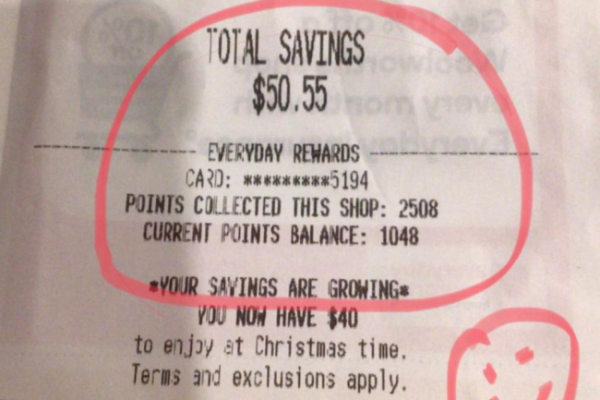 TOTAL SAVINGS
$50.55
EVERYDAY REWARDS
CARD: *********5194
POINTS COLLECTED THIS SHOP: 2508
CURRENT POINTS BALANCE: 1048
*YOUR SAVINGS ARE GROWING*
YOU NOW HAVE $40
to enjoy at Christmas time.
Terms and exclusions apply.